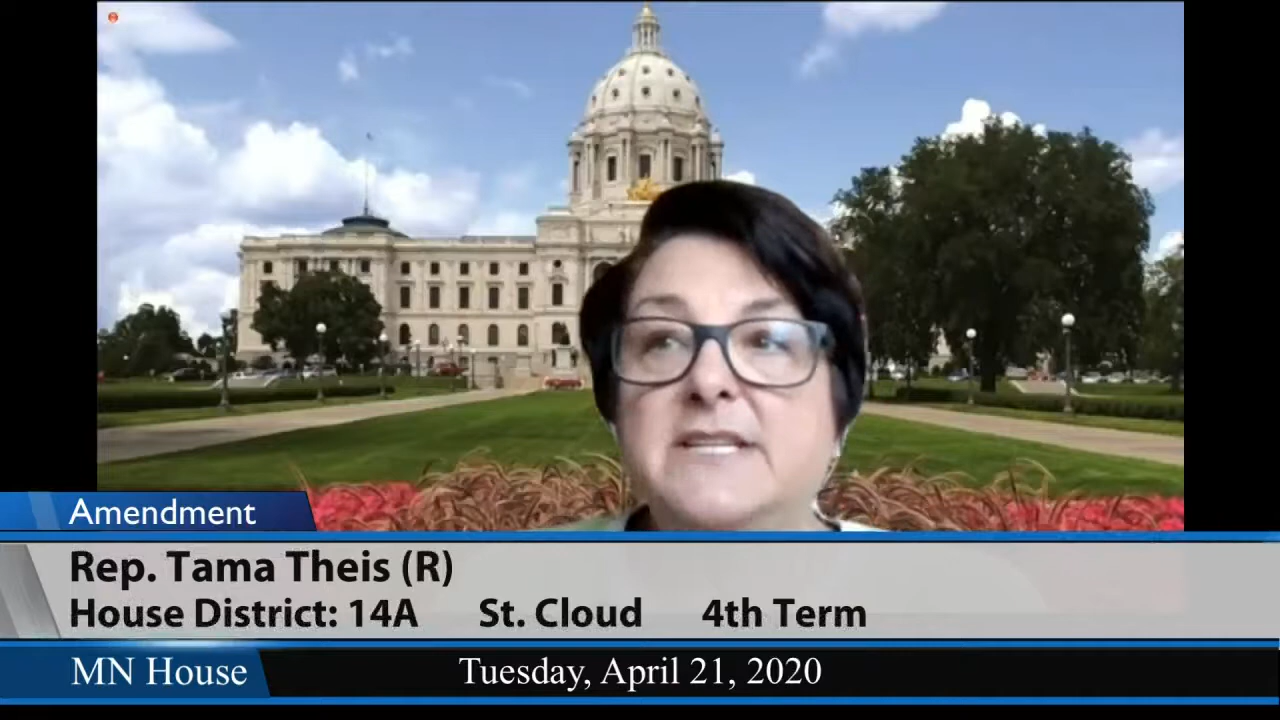 Amendment
Rep. Tama Theis (R)
House District: 14A St. Cloud 4th Term
MN House Tuesday, April 21, 2020